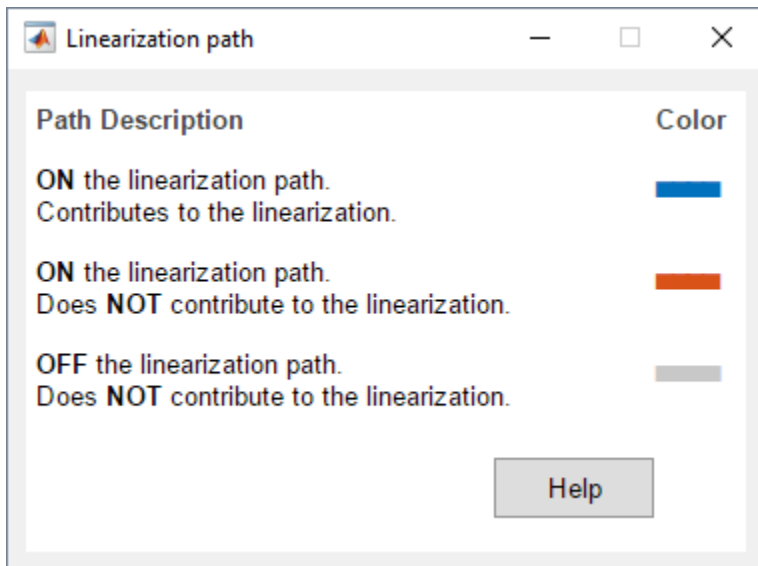 Linearization path
Path Description Color
ON the linearization path.
Contributes to the linearization.
ON the linearization path.
Does NOT contribute to the linearization.
OFF the linearization path.
Does NOT contribute to the linearization.
Help